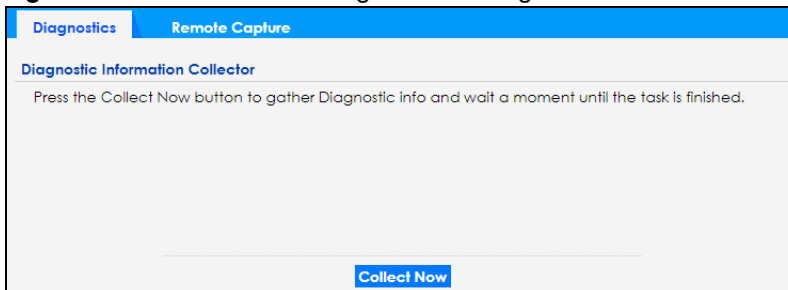 Diagnostics Remote Capture
Diagnostic Information Collector
Press the Collect Now button to gather Diagnostic info and wait a moment until the task is finished.
Collect Now